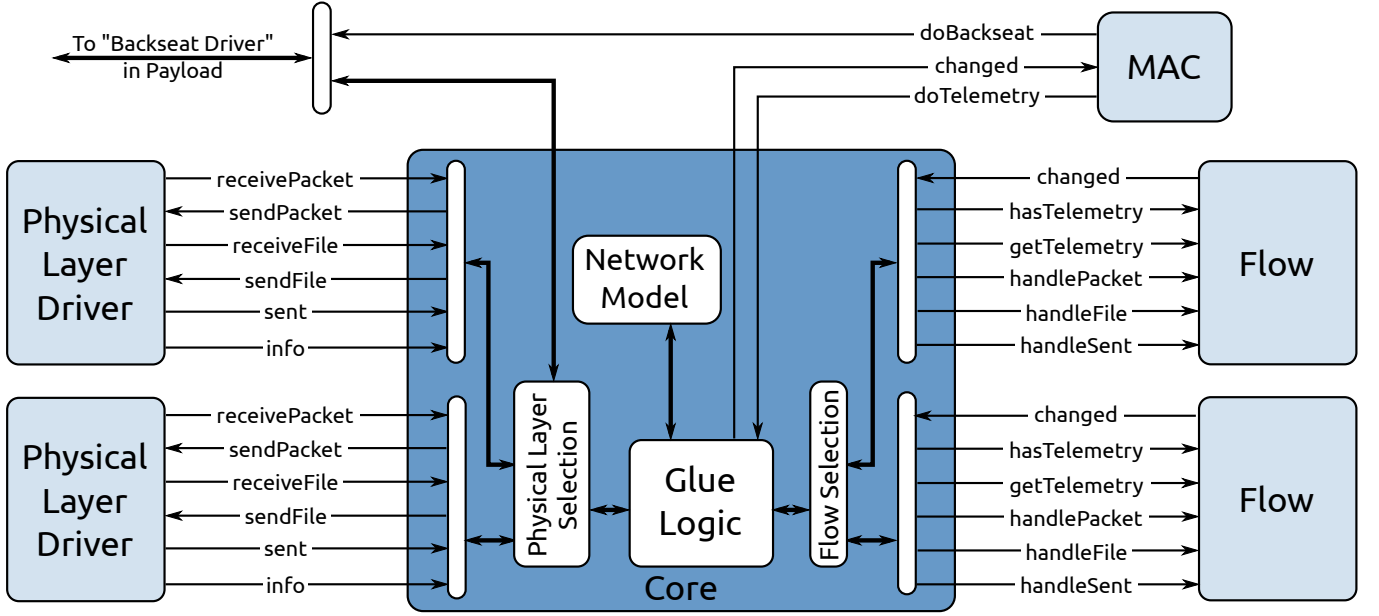 To "Backseat Driver"
in Payload
doBackseat
changed
doTelemetry
MAC
Physical
Layer
Driver
receivePacket
sendPacket
receiveFile
sendFile
sent
info
Physical
Layer
Driver
receivePacket
sendPacket
receiveFile
sendFile
sent
info
Network
Model
Physical Layer
Selection
Glue
Logic
Flow Selection
Core
changed
hasTelemetry
getTelemetry
handlePacket
handleFile
handleSent
Flow
changed
hasTelemetry
getTelemetry
handlePacket
handleFile
handleSent
Flow